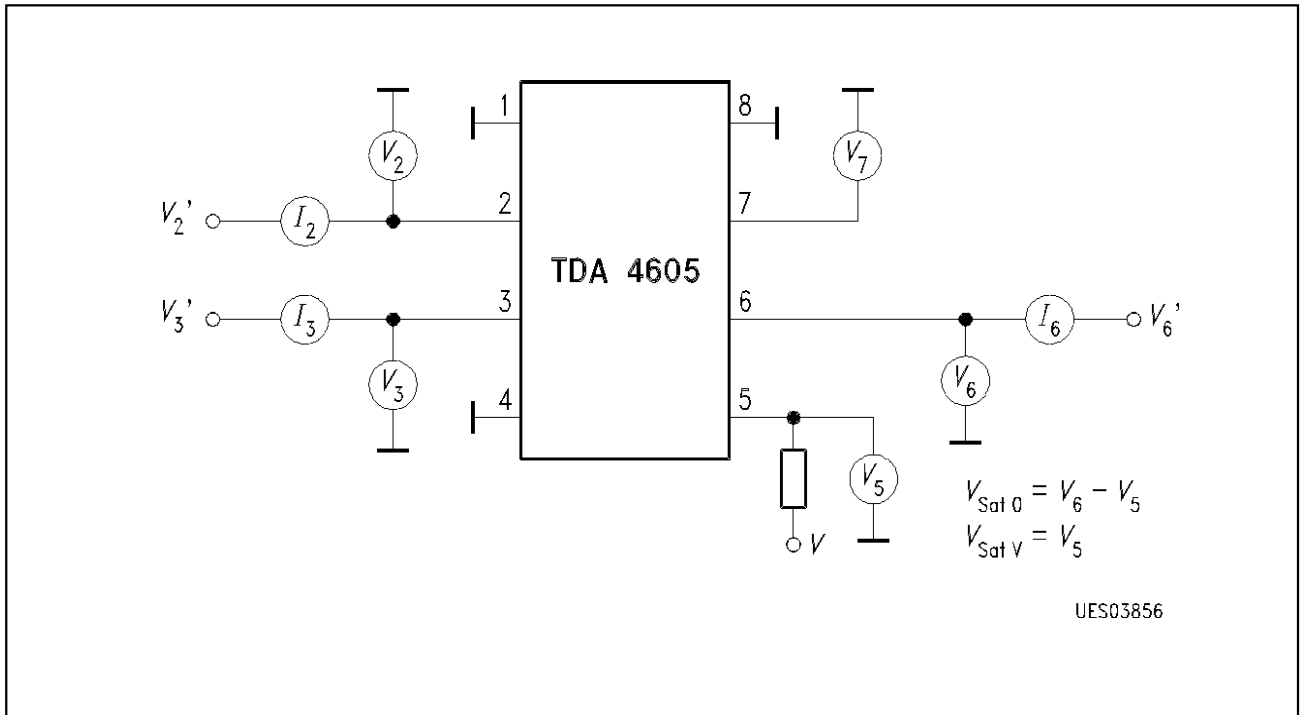 1
8
V2
V7
V2'
I2
2
7
TDA 4605
V3'
I3
3
6
I6
V6'
V3
V6
4
5
V5
VSat 0 = V6 – V5
V
VSat V = V5
UES03856